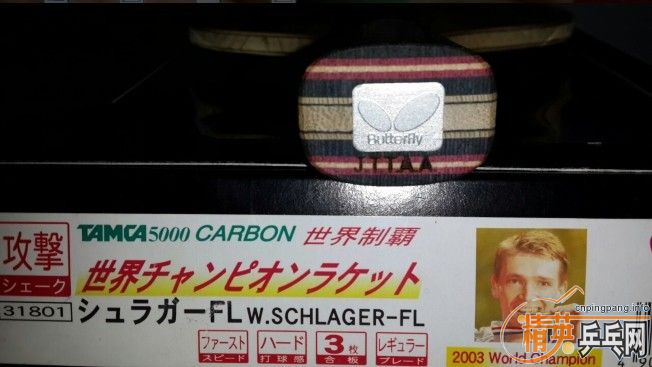 Butterfly
J.T.T.A.A
攻撃
シェーク
31801
TAMCA5000 CARBON 世界制覇
世界チャンピオンラケット
シュラガーFL W.SCHLAGER-FL
ファースト
スピード
ハード
打球感
3枚
合板
レギュラー
ブレード
2003 World Champion
cnpingpang.info
精英乒乓网